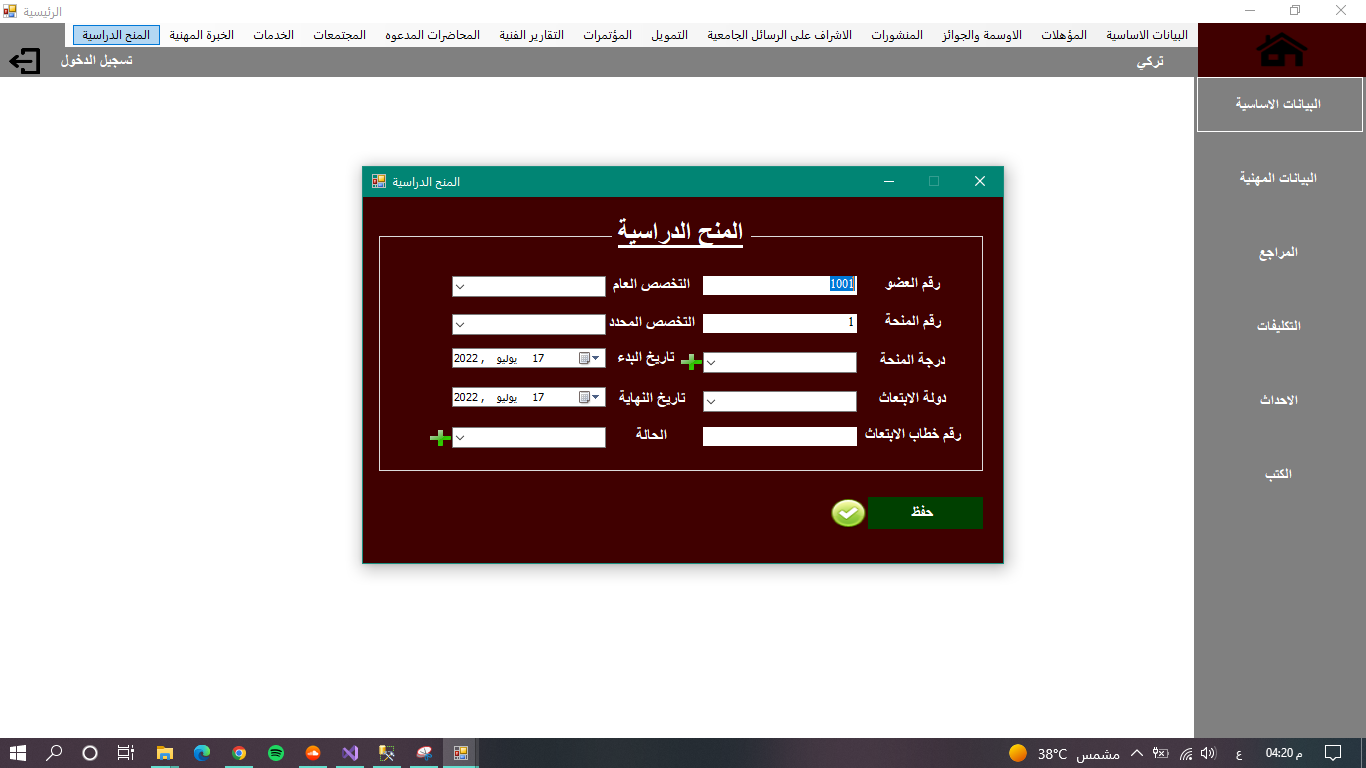 الرئيسية
البيانات الاساسية المؤهلات الاوسمة والجوائز المنشورات الاشراف على الرسائل الجامعية التمويل المؤتمرات التقارير الفنية المحاضرات المدعوه المجتمعات الخدمات الخبرة المهنية المنح الدراسية
تركي تسجيل الدخول
البيانات الاساسية
البيانات المهنية
المراجع
التكليفات
الاحداث
الكتب
المنح الدراسية
المنح الدراسية
رقم العضو 1001 التخصص العام
رقم المنحة 1 التخصص المحدد
درجة المنحة تاريخ البدء 17 يوليو , 2022
دولة الابتعاث تاريخ النهاية 17 يوليو , 2022
رقم خطاب الابتعاث الحالة
حفظ
38°C مشمس ع 04:20 م